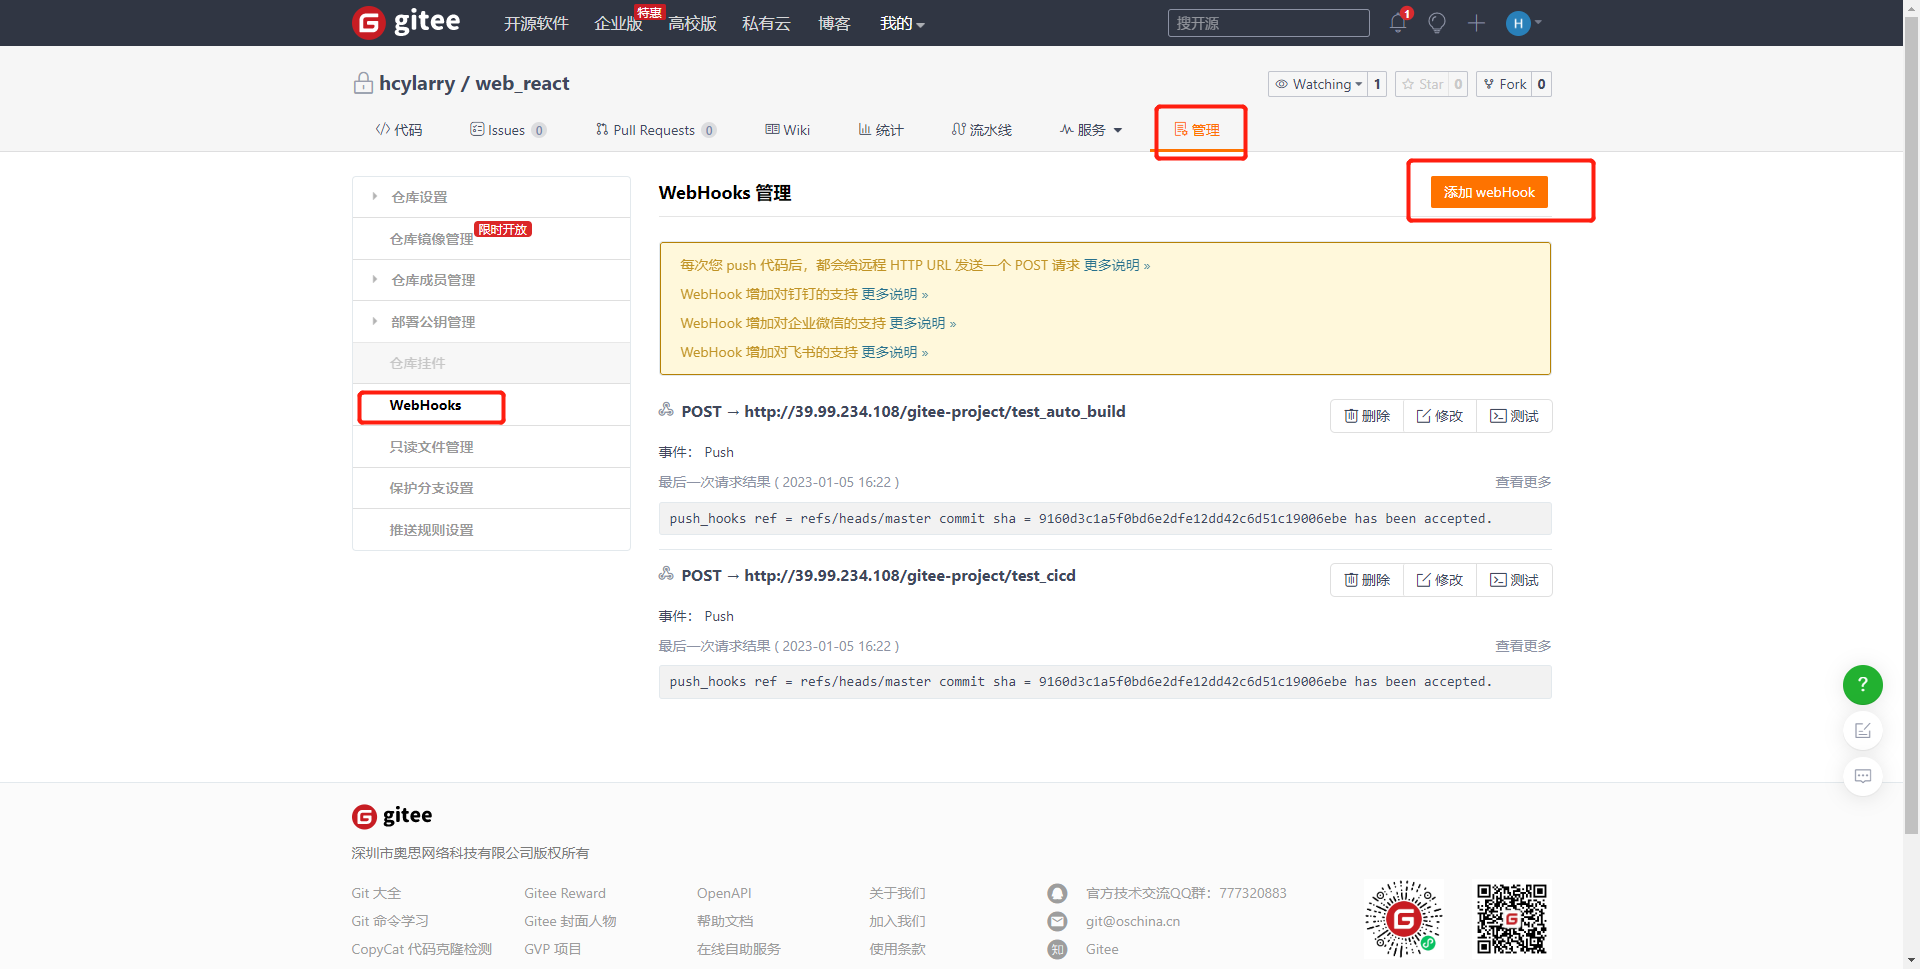 gitee
开源软件 企业版 特惠 高校版 私有云 博客 我的 搜开源 1 H
hcylarry / web_react
Watching 1 Star 0 Fork 0
代码 Issues 0 Pull Requests 0 Wiki 统计 流水线 服务 管理
仓库设置
仓库镜像管理 限时开放
仓库成员管理
部署公钥管理
仓库挂件
WebHooks
只读文件管理
保护分支设置
推送规则设置
WebHooks 管理
添加 webHook
每次您 push 代码后，都会给远程 HTTP URL 发送一个 POST 请求 更多说明 »
WebHook 增加对钉钉的支持 更多说明 »
WebHook 增加对企业微信的支持 更多说明 »
WebHook 增加对飞书的支持 更多说明 »
POST → http://39.99.234.108/gitee-project/test_auto_build
删除 修改 测试
事件： Push
最后一次请求结果 ( 2023-01-05 16:22 ) 查看更多
push_hooks ref = refs/heads/master commit sha = 9160d3c1a5f0bd6e2dfe12dd42c6d51c19006ebe has been accepted.
POST → http://39.99.234.108/gitee-project/test_cicd
删除 修改 测试
事件： Push
最后一次请求结果 ( 2023-01-05 16:22 ) 查看更多
push_hooks ref = refs/heads/master commit sha = 9160d3c1a5f0bd6e2dfe12dd42c6d51c19006ebe has been accepted.
?
gitee
深圳市奥思网络科技有限公司版权所有
Git 大全 Gitee Reward OpenAPI 关于我们 官方技术交流QQ群：777320883
Git 命令学习 Gitee 封面人物 帮助文档 加入我们 git@oschina.cn
CopyCat 代码克隆检测 GVP 项目 在线自助服务 使用条款 知 Gitee